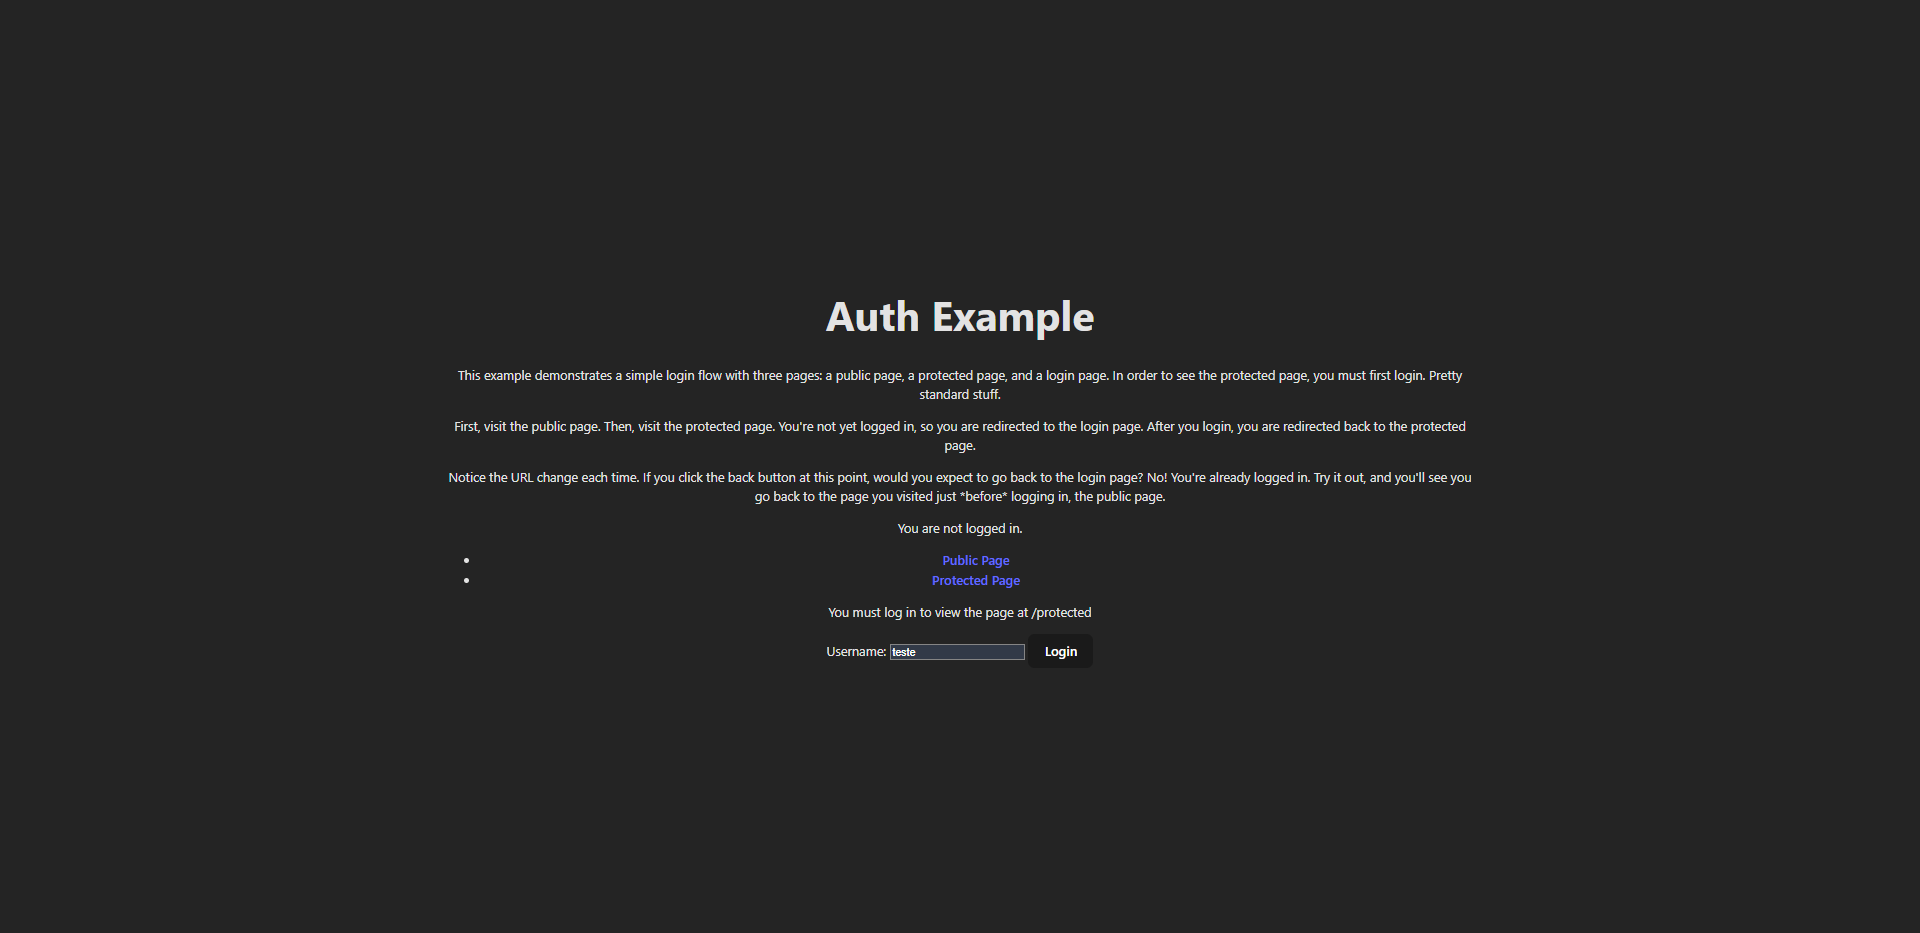 Auth Example
This example demonstrates a simple login flow with three pages: a public page, a protected page, and a login page. In order to see the protected page, you must first login. Pretty
standard stuff.
First, visit the public page. Then, visit the protected page. You're not yet logged in, so you are redirected to the login page. After you login, you are redirected back to the protected
page.
Notice the URL change each time. If you click the back button at this point, would you expect to go back to the login page? No! You're already logged in. Try it out, and you'll see you
go back to the page you visited just *before* logging in, the public page.
You are not logged in.
Public Page
Protected Page
You must log in to view the page at /protected
Username: teste Login